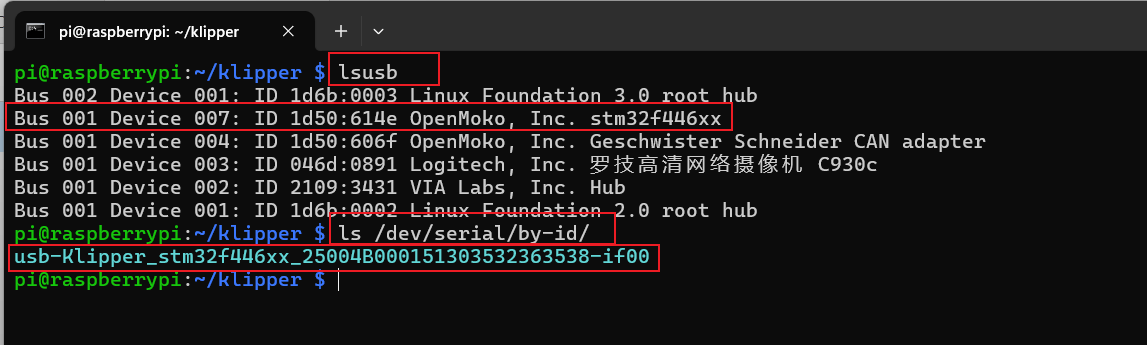 pi@raspberrypi: ~/klipper
pi@raspberrypi:~/klipper $ lsusb
Bus 002 Device 001: ID 1d6b:0003 Linux Foundation 3.0 root hub
Bus 001 Device 007: ID 1d50:614e OpenMoko, Inc. stm32f446xx
Bus 001 Device 004: ID 1d50:606f OpenMoko, Inc. Geschwister Schneider CAN adapter
Bus 001 Device 003: ID 046d:0891 Logitech, Inc. 罗技高清网络摄像机 C930c
Bus 001 Device 002: ID 2109:3431 VIA Labs, Inc. Hub
Bus 001 Device 001: ID 1d6b:0002 Linux Foundation 2.0 root hub
pi@raspberrypi:~/klipper $ ls /dev/serial/by-id/
usb-Klipper_stm32f446xx_25004B000151303532363538-if00
pi@raspberrypi:~/klipper $